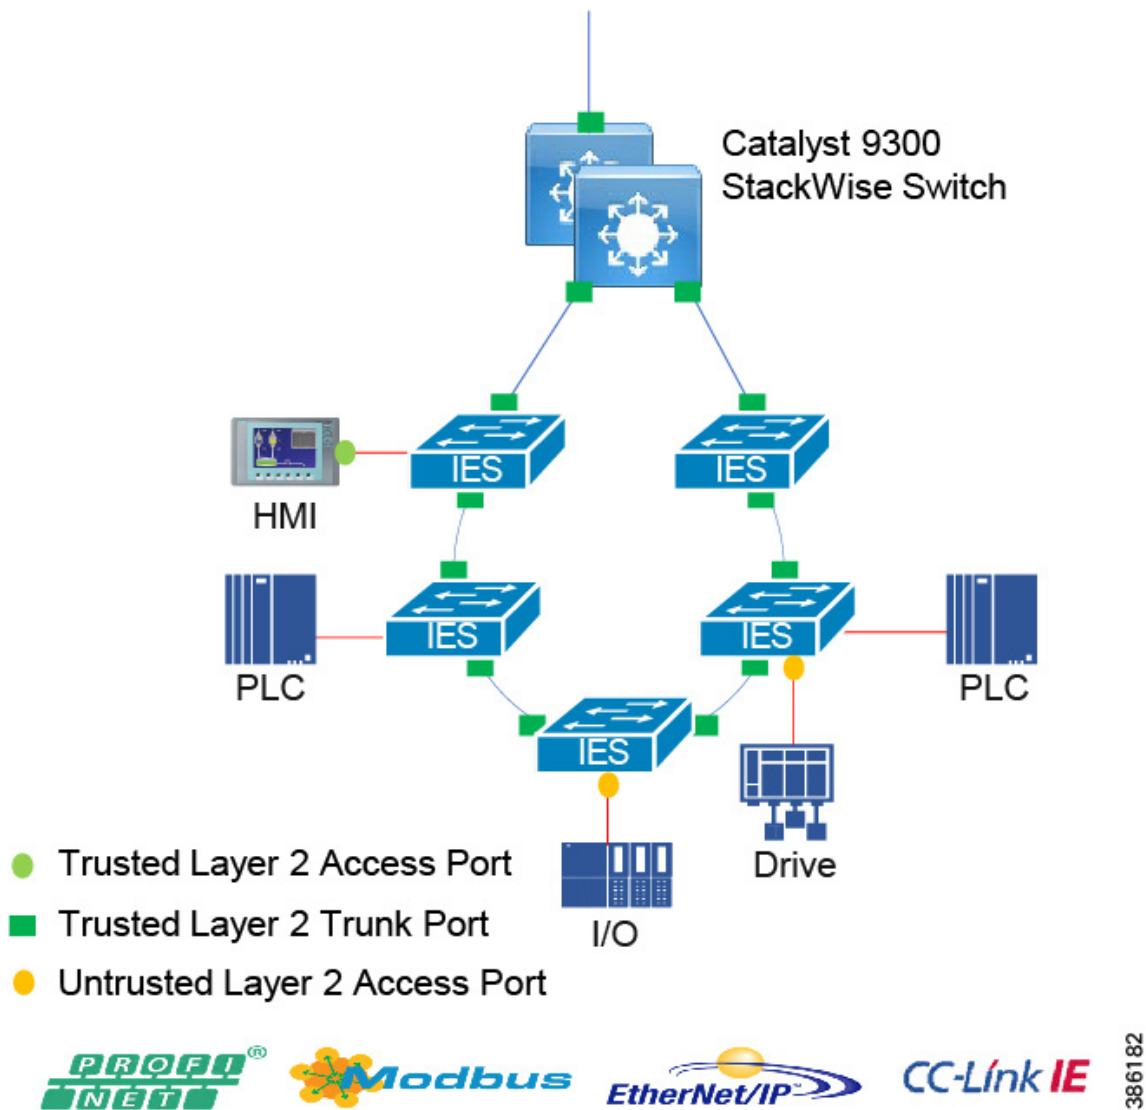 Catalyst 9300
StackWise Switch
IES
IES
HMI
IES
IES
PLC
PLC
IES
Drive
I/O
Trusted Layer 2 Access Port
Trusted Layer 2 Trunk Port
Untrusted Layer 2 Access Port
PROFI®
NET
Modbus
EtherNet/IP™
CC-Link IE
386182